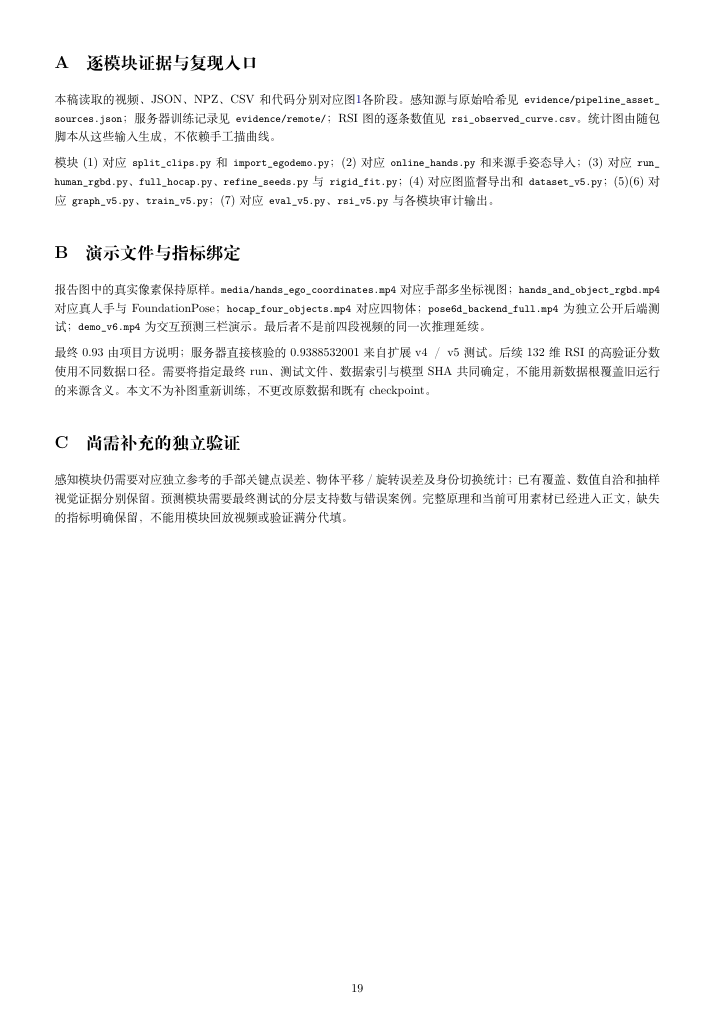 A 逐模块证据与复现入口
本稿读取的视频、JSON、NPZ、CSV 和代码分别对应图1各阶段。感知源与原始哈希见 evidence/pipeline_asset_
sources.json；服务器训练记录见 evidence/remote/；RSI 图的逐条数值见 rsi_observed_curve.csv。统计图由随包
脚本从这些输入生成，不依赖手工描曲线。
模块 (1) 对应 split_clips.py 和 import_egodemo.py；(2) 对应 online_hands.py 和来源手姿态导入；(3) 对应 run_
human_rgbd.py、full_hocap.py、refine_seeds.py 与 rigid_fit.py；(4) 对应图监督导出和 dataset_v5.py；(5)(6) 对
应 graph_v5.py、train_v5.py；(7) 对应 eval_v5.py、rsi_v5.py 与各模块审计输出。
B 演示文件与指标绑定
报告图中的真实像素保持原样。media/hands_ego_coordinates.mp4 对应手部多坐标视图；hands_and_object_rgbd.mp4
对应真人手与 FoundationPose；hocap_four_objects.mp4 对应四物体；pose6d_backend_full.mp4 为独立公开后端测
试；demo_v6.mp4 为交互预测三栏演示。最后者不是前四段视频的同一次推理延续。
最终 0.93 由项目方说明；服务器直接核验的 0.9388532001 来自扩展 v4 / v5 测试。后续 132 维 RSI 的高验证分数
使用不同数据口径。需要将指定最终 run、测试文件、数据索引与模型 SHA 共同确定，不能用新数据根覆盖旧运行
的来源含义。本文不为补图重新训练，不更改原数据和既有 checkpoint。
C 尚需补充的独立验证
感知模块仍需要对应独立参考的手部关键点误差、物体平移 / 旋转误差及身份切换统计；已有覆盖、数值自洽和抽样
视觉证据分别保留。预测模块需要最终测试的分层支持数与错误案例。完整原理和当前可用素材已经进入正文，缺失
的指标明确保留，不能用模块回放视频或验证满分代填。
19